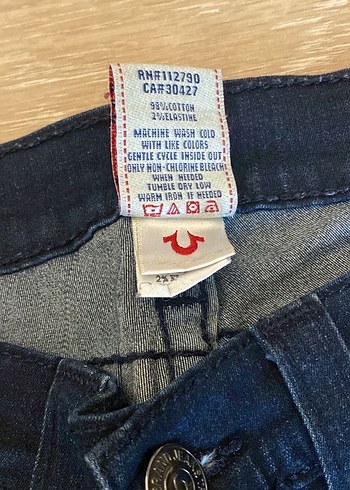 RN#112790
CA#30427
98%COTTON
2%ELASTINE
MACHINE WASH COLD
WITH LIKE COLORS
GENTLE CYCLE INSIDE OUT
ONLY NON-CHLORINE BLEACH
WHEN NEEDED
TUMBLE DRY LOW
WARM IRON IF NEEDED